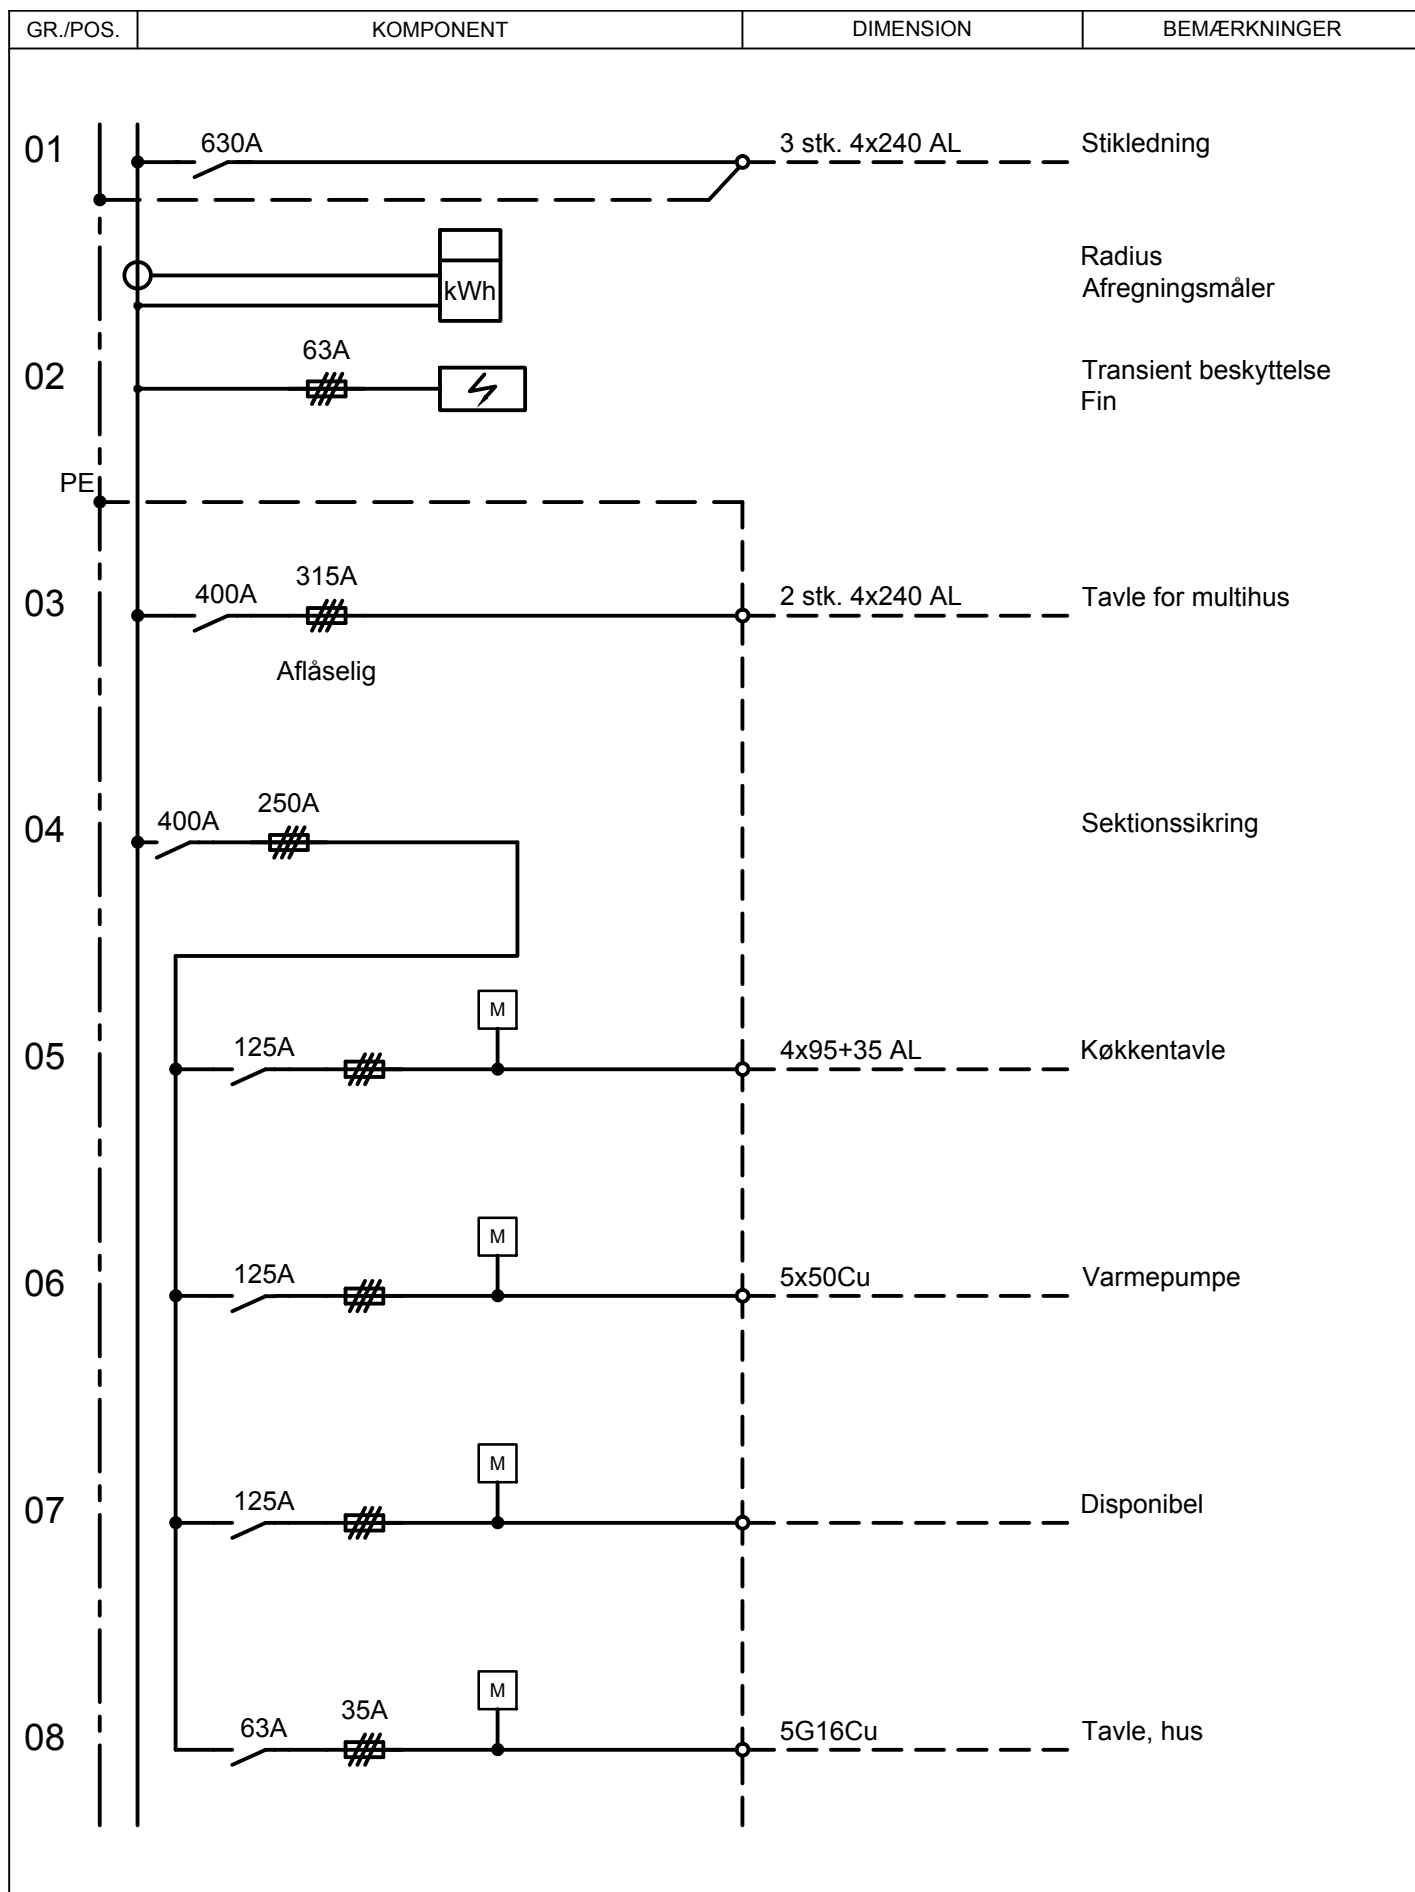 GR./POS. KOMPONENT DIMENSION BEMÆRKNINGER
01 630A 3 stk. 4x240 AL Stikledning
Radius
kWh Afregningsmåler
63A
02 Transient beskyttelse
Fin
PE
315A
03 400A 2 stk. 4x240 AL Tavle for multihus
Aflåselig
250A
04 400A Sektionssikring
M
05 125A 4x95+35 AL Køkkentavle
M
06 125A 5x50Cu Varmepumpe
M
07 125A Disponibel
M
35A
08 63A 5G16Cu Tavle, hus